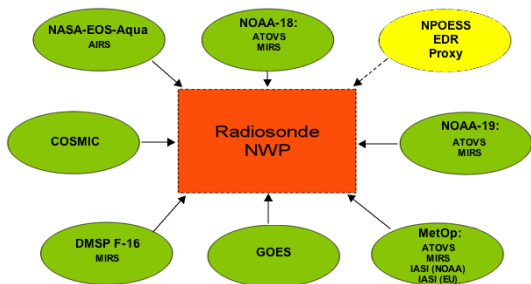 NASA-EOS-Aqua
AIRS
NOAA-18:
ATOVS
MIRS
NPOESS
EDR
Proxy
COSMIC
Radiosonde
NWP
NOAA-19:
ATOVS
MIRS
DMSP F-16
MIRS
GOES
MetOp:
ATOVS
MIRS
IASI (NOAA)
IASI (EU)